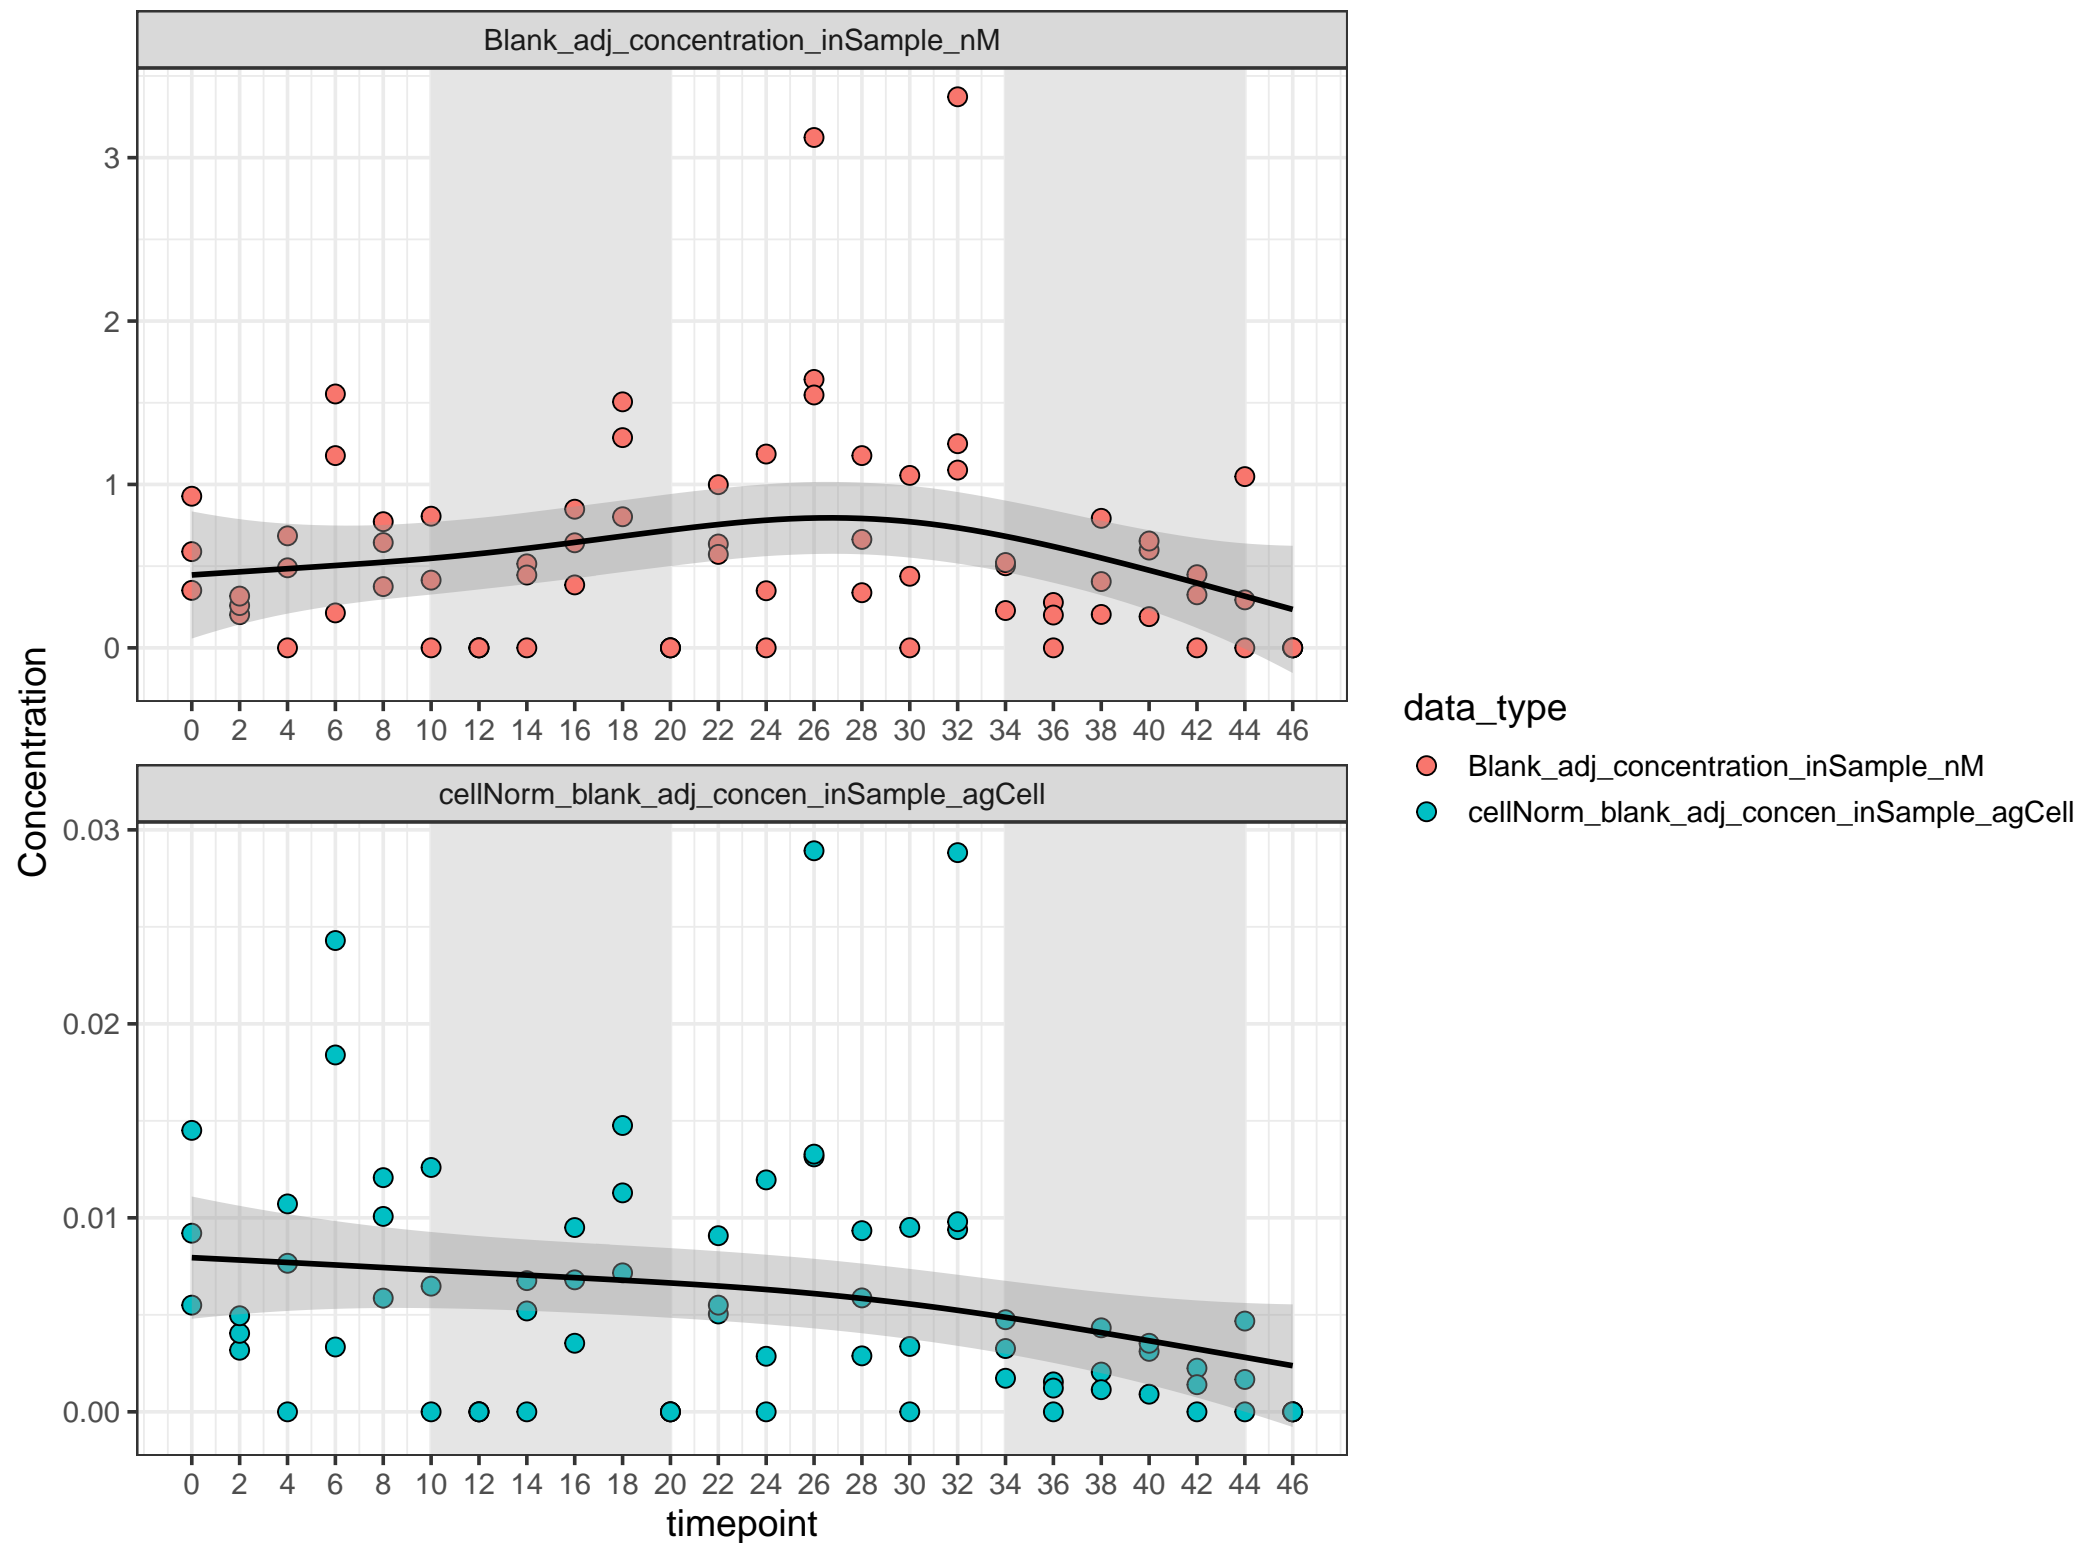 Blank_adj_concentration_inSample_nM
3
2
1
0
0 2 4 6 8 10 12 14 16 18 20 22 24 26 28 30 32 34 36 38 40 42 44 46
Concentration
cellNorm_blank_adj_concen_inSample_agCell
0.03
0.02
0.01
0.00
0 2 4 6 8 10 12 14 16 18 20 22 24 26 28 30 32 34 36 38 40 42 44 46
timepoint
data_type
Blank_adj_concentration_inSample_nM
cellNorm_blank_adj_concen_inSample_agCell